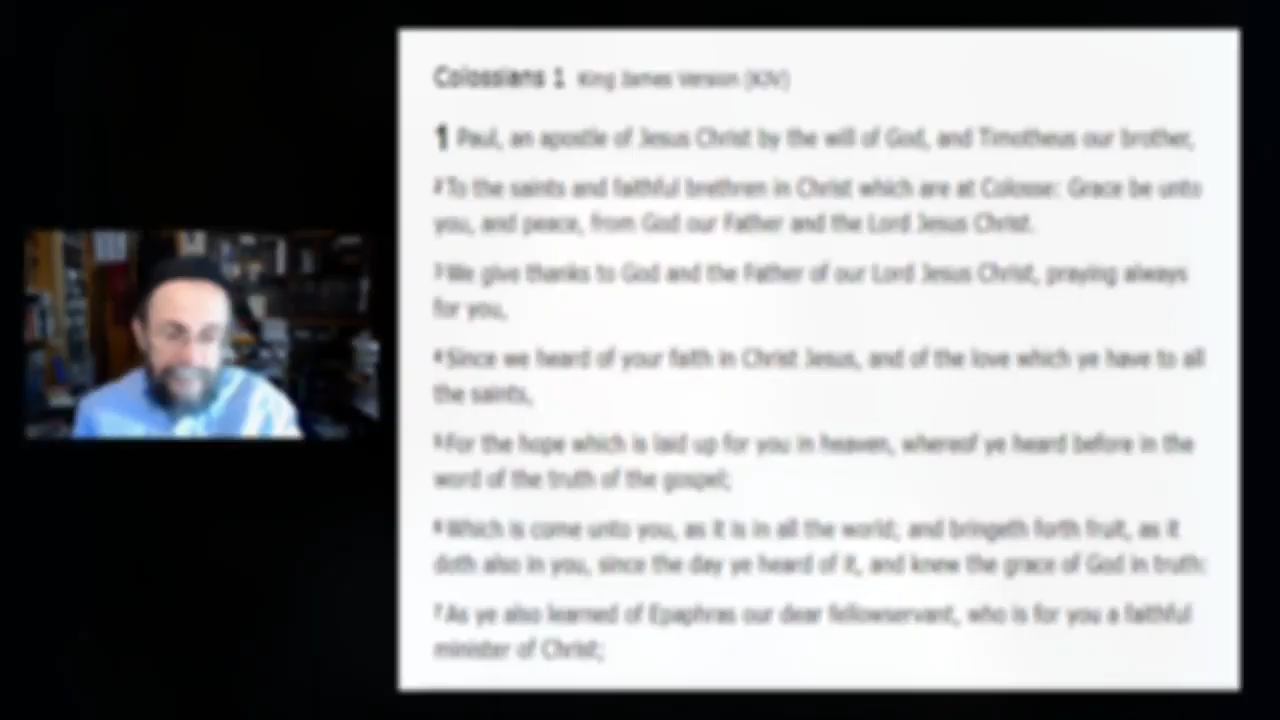 Colossians 1 King James Version (KJV)
1 Paul, an apostle of Jesus Christ by the will of God, and Timotheus our brother,
2 To the saints and faithful brethren in Christ which are at Colosse: Grace be unto
you, and peace, from God our Father and the Lord Jesus Christ.
3 We give thanks to God and the Father of our Lord Jesus Christ, praying always
for you,
4 Since we heard of your faith in Christ Jesus, and of the love which ye have to all
the saints,
5 For the hope which is laid up for you in heaven, whereof ye heard before in the
word of the truth of the gospel;
6 Which is come unto you, as it is in all the world; and bringeth forth fruit, as it
doth also in you, since the day ye heard of it, and knew the grace of God in truth:
7 As ye also learned of Epaphras our dear fellowservant, who is for you a faithful
minister of Christ;